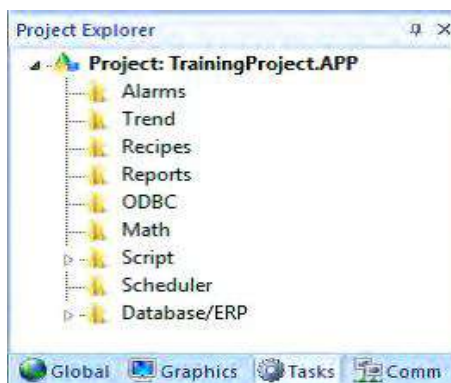 Project Explorer
Project: TrainingProject.APP
Alarms
Trend
Recipes
Reports
ODBC
Math
Script
Scheduler
Database/ERP
Global Graphics Tasks Comm